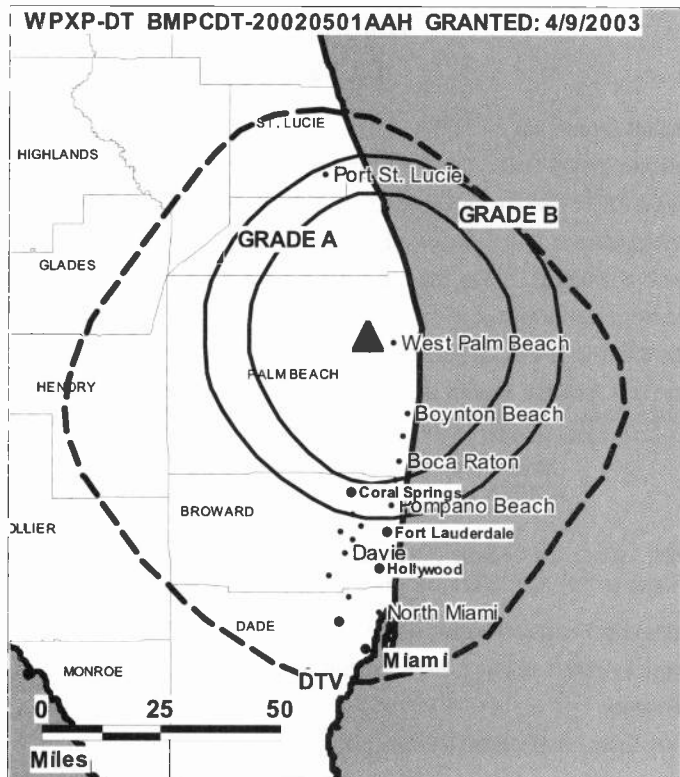 WPXP-DT BMPCDT-20020501AAH GRANTED: 4/9/2003
ST. LUCIE
HIGHLANDS
Port St. Lucie
GRADE B
GRADE A
GLADES
West Palm Beach
PALM BEACH
HENDRY
Boynton Beach
Boca Raton
Coral Springs
Pompano Beach
BROWARD
OLLIER
Fort Lauderdale
Davie
Hollywood
North Miami
DADE
Miami
MONROE
DTV
0 25 50
Miles